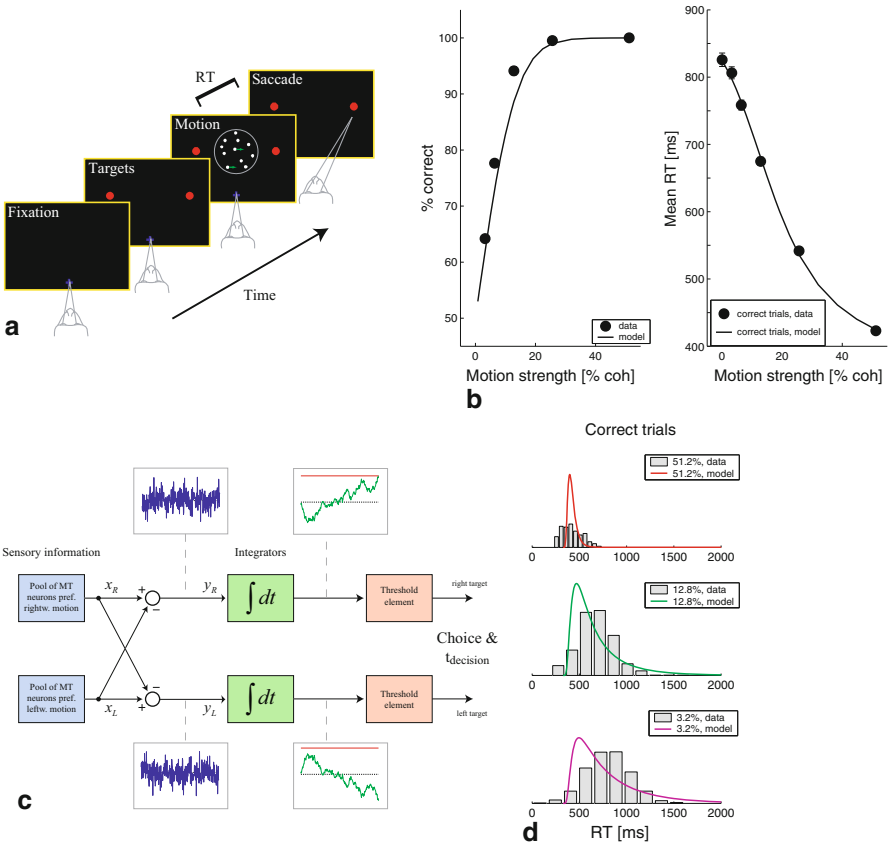 a
Fixation
Targets
Motion
Saccade
RT
Time
b
% correct
100
90
80
70
60
50
0
20
40
Motion strength [% coh]
data
model
Mean RT [ms]
900
800
700
600
500
400
0
20
40
Motion strength [% coh]
correct trials, data
correct trials, model
c
Sensory information
Integrators
Pool of MT
neurons pref.
rightw. motion
x_R
+
−
y_R
∫ dt
Threshold
element
right target
Choice &
t_decision
Pool of MT
neurons pref.
leftw. motion
x_L
−
+
y_L
∫ dt
Threshold
element
left target
d
Correct trials
51.2%, data
51.2%, model
0 500 1000 1500 2000
12.8%, data
12.8%, model
0 500 1000 1500 2000
3.2%, data
3.2%, model
0 500 1000 1500 2000
RT [ms]